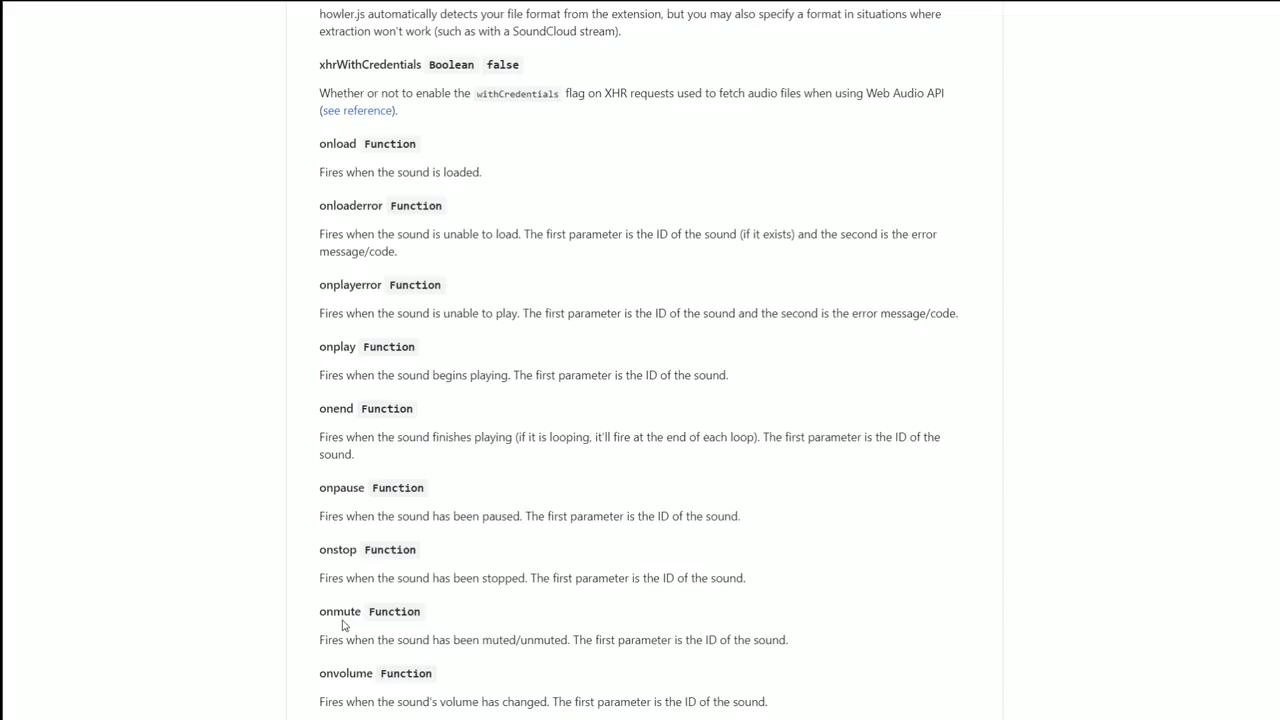 howler.js automatically detects your file format from the extension, but you may also specify a format in situations where
extraction won't work (such as with a SoundCloud stream).
xhrWithCredentials Boolean false
Whether or not to enable the withCredentials flag on XHR requests used to fetch audio files when using Web Audio API
(see reference).
onload Function
Fires when the sound is loaded.
onloaderror Function
Fires when the sound is unable to load. The first parameter is the ID of the sound (if it exists) and the second is the error
message/code.
onplayerror Function
Fires when the sound is unable to play. The first parameter is the ID of the sound and the second is the error message/code.
onplay Function
Fires when the sound begins playing. The first parameter is the ID of the sound.
onend Function
Fires when the sound finishes playing (if it is looping, it'll fire at the end of each loop). The first parameter is the ID of the
sound.
onpause Function
Fires when the sound has been paused. The first parameter is the ID of the sound.
onstop Function
Fires when the sound has been stopped. The first parameter is the ID of the sound.
onmute Function
Fires when the sound has been muted/unmuted. The first parameter is the ID of the sound.
onvolume Function
Fires when the sound's volume has changed. The first parameter is the ID of the sound.